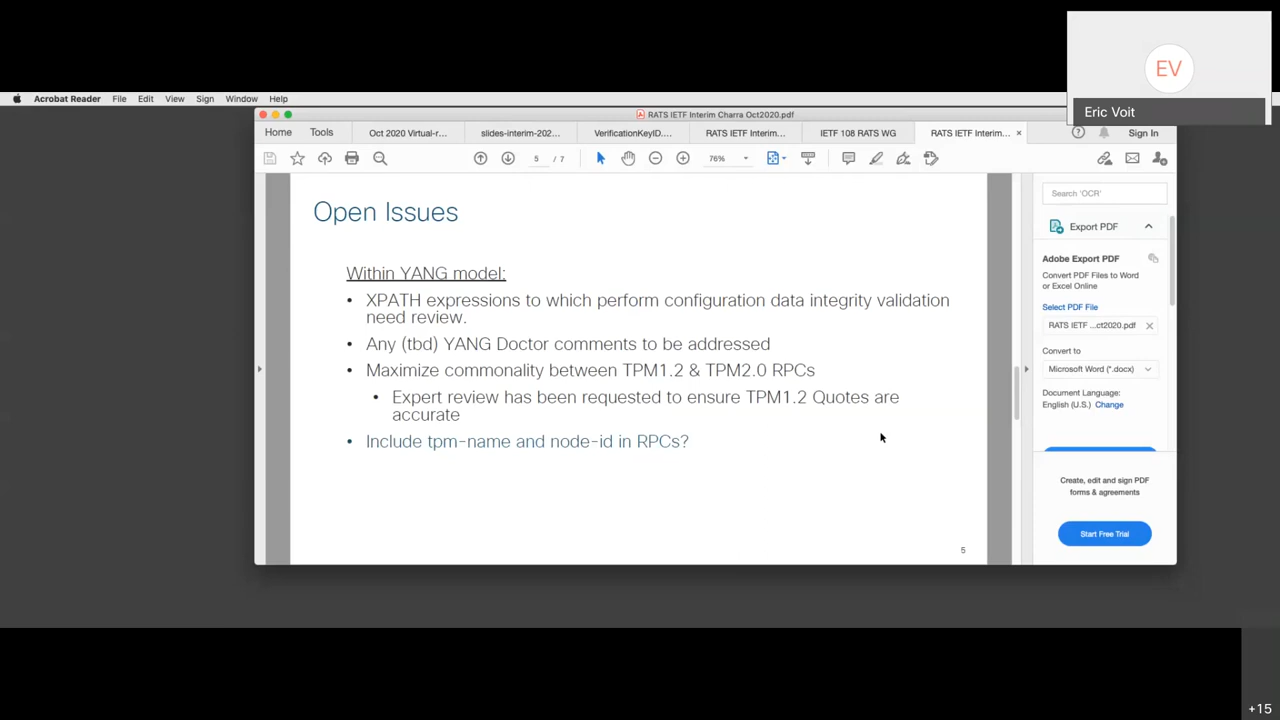 EV
Eric Voit
Acrobat Reader File Edit View Sign Window Help
RATS IETF Interim Charra Oct2020.pdf
Home Tools Oct 2020 Virtual-r... slides-interim-202... VerificationKeyID.... RATS IETF Interim... IETF 108 RATS WG RATS IETF Interim... × Sign In
5 / 7 76%
Open Issues
Within YANG model:
• XPATH expressions to which perform configuration data integrity validation
need review.
• Any (tbd) YANG Doctor comments to be addressed
• Maximize commonality between TPM1.2 & TPM2.0 RPCs
• Expert review has been requested to ensure TPM1.2 Quotes are
accurate
• Include tpm-name and node-id in RPCs?
5
Search 'OCR'
Export PDF
Adobe Export PDF
Convert PDF Files to Word
or Excel Online
Select PDF File
RATS IETF ...ct2020.pdf
Convert to
Microsoft Word (*.docx)
Document Language:
English (U.S.) Change
Create, edit and sign PDF
forms & agreements
Start Free Trial
+15